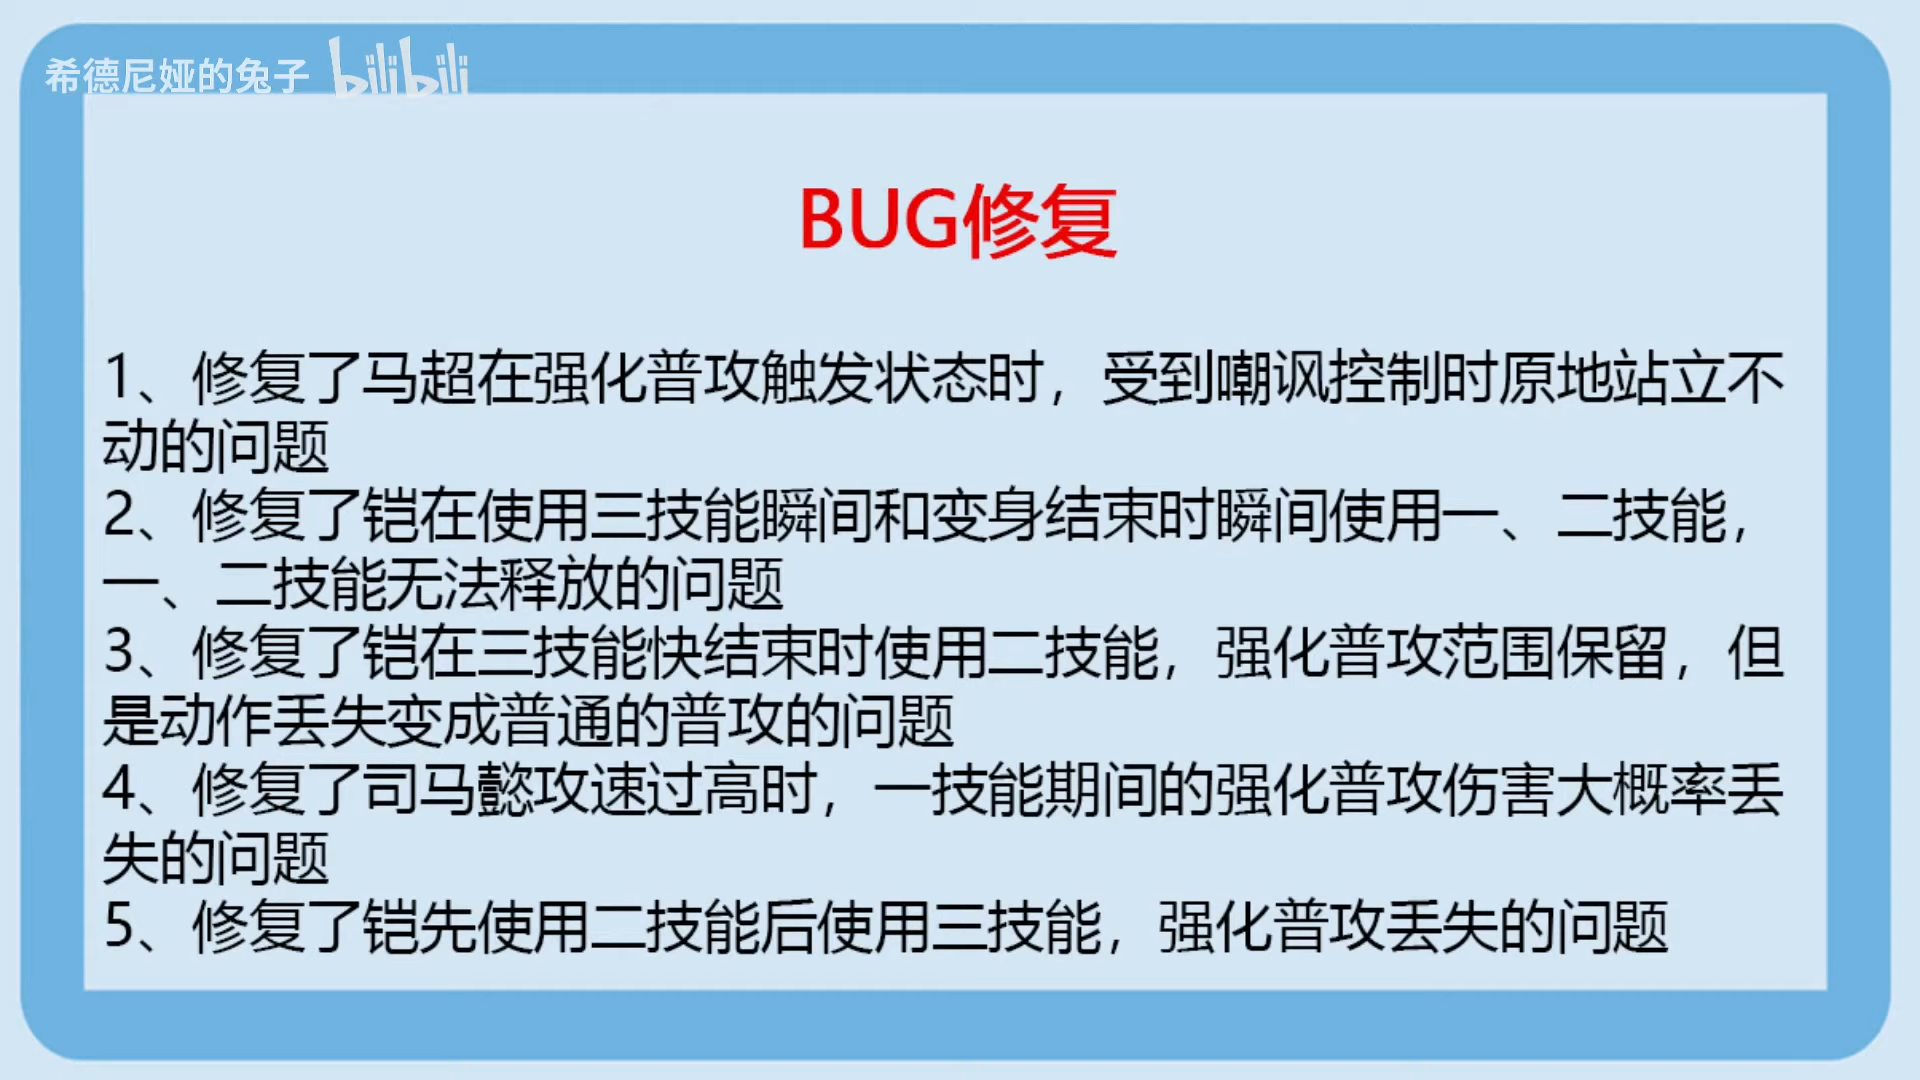 希德尼娅的兔子 bilibili
BUG修复
1、修复了马超在强化普攻触发状态时，受到嘲讽控制时原地站立不
动的问题
2、修复了铠在使用三技能瞬间和变身结束时瞬间使用一、二技能，
一、二技能无法释放的问题
3、修复了铠在三技能快结束时使用二技能，强化普攻范围保留，但
是动作丢失变成普通的普攻的问题
4、修复了司马懿攻速过高时，一技能期间的强化普攻伤害大概率丢
失的问题
5、修复了铠先使用二技能后使用三技能，强化普攻丢失的问题